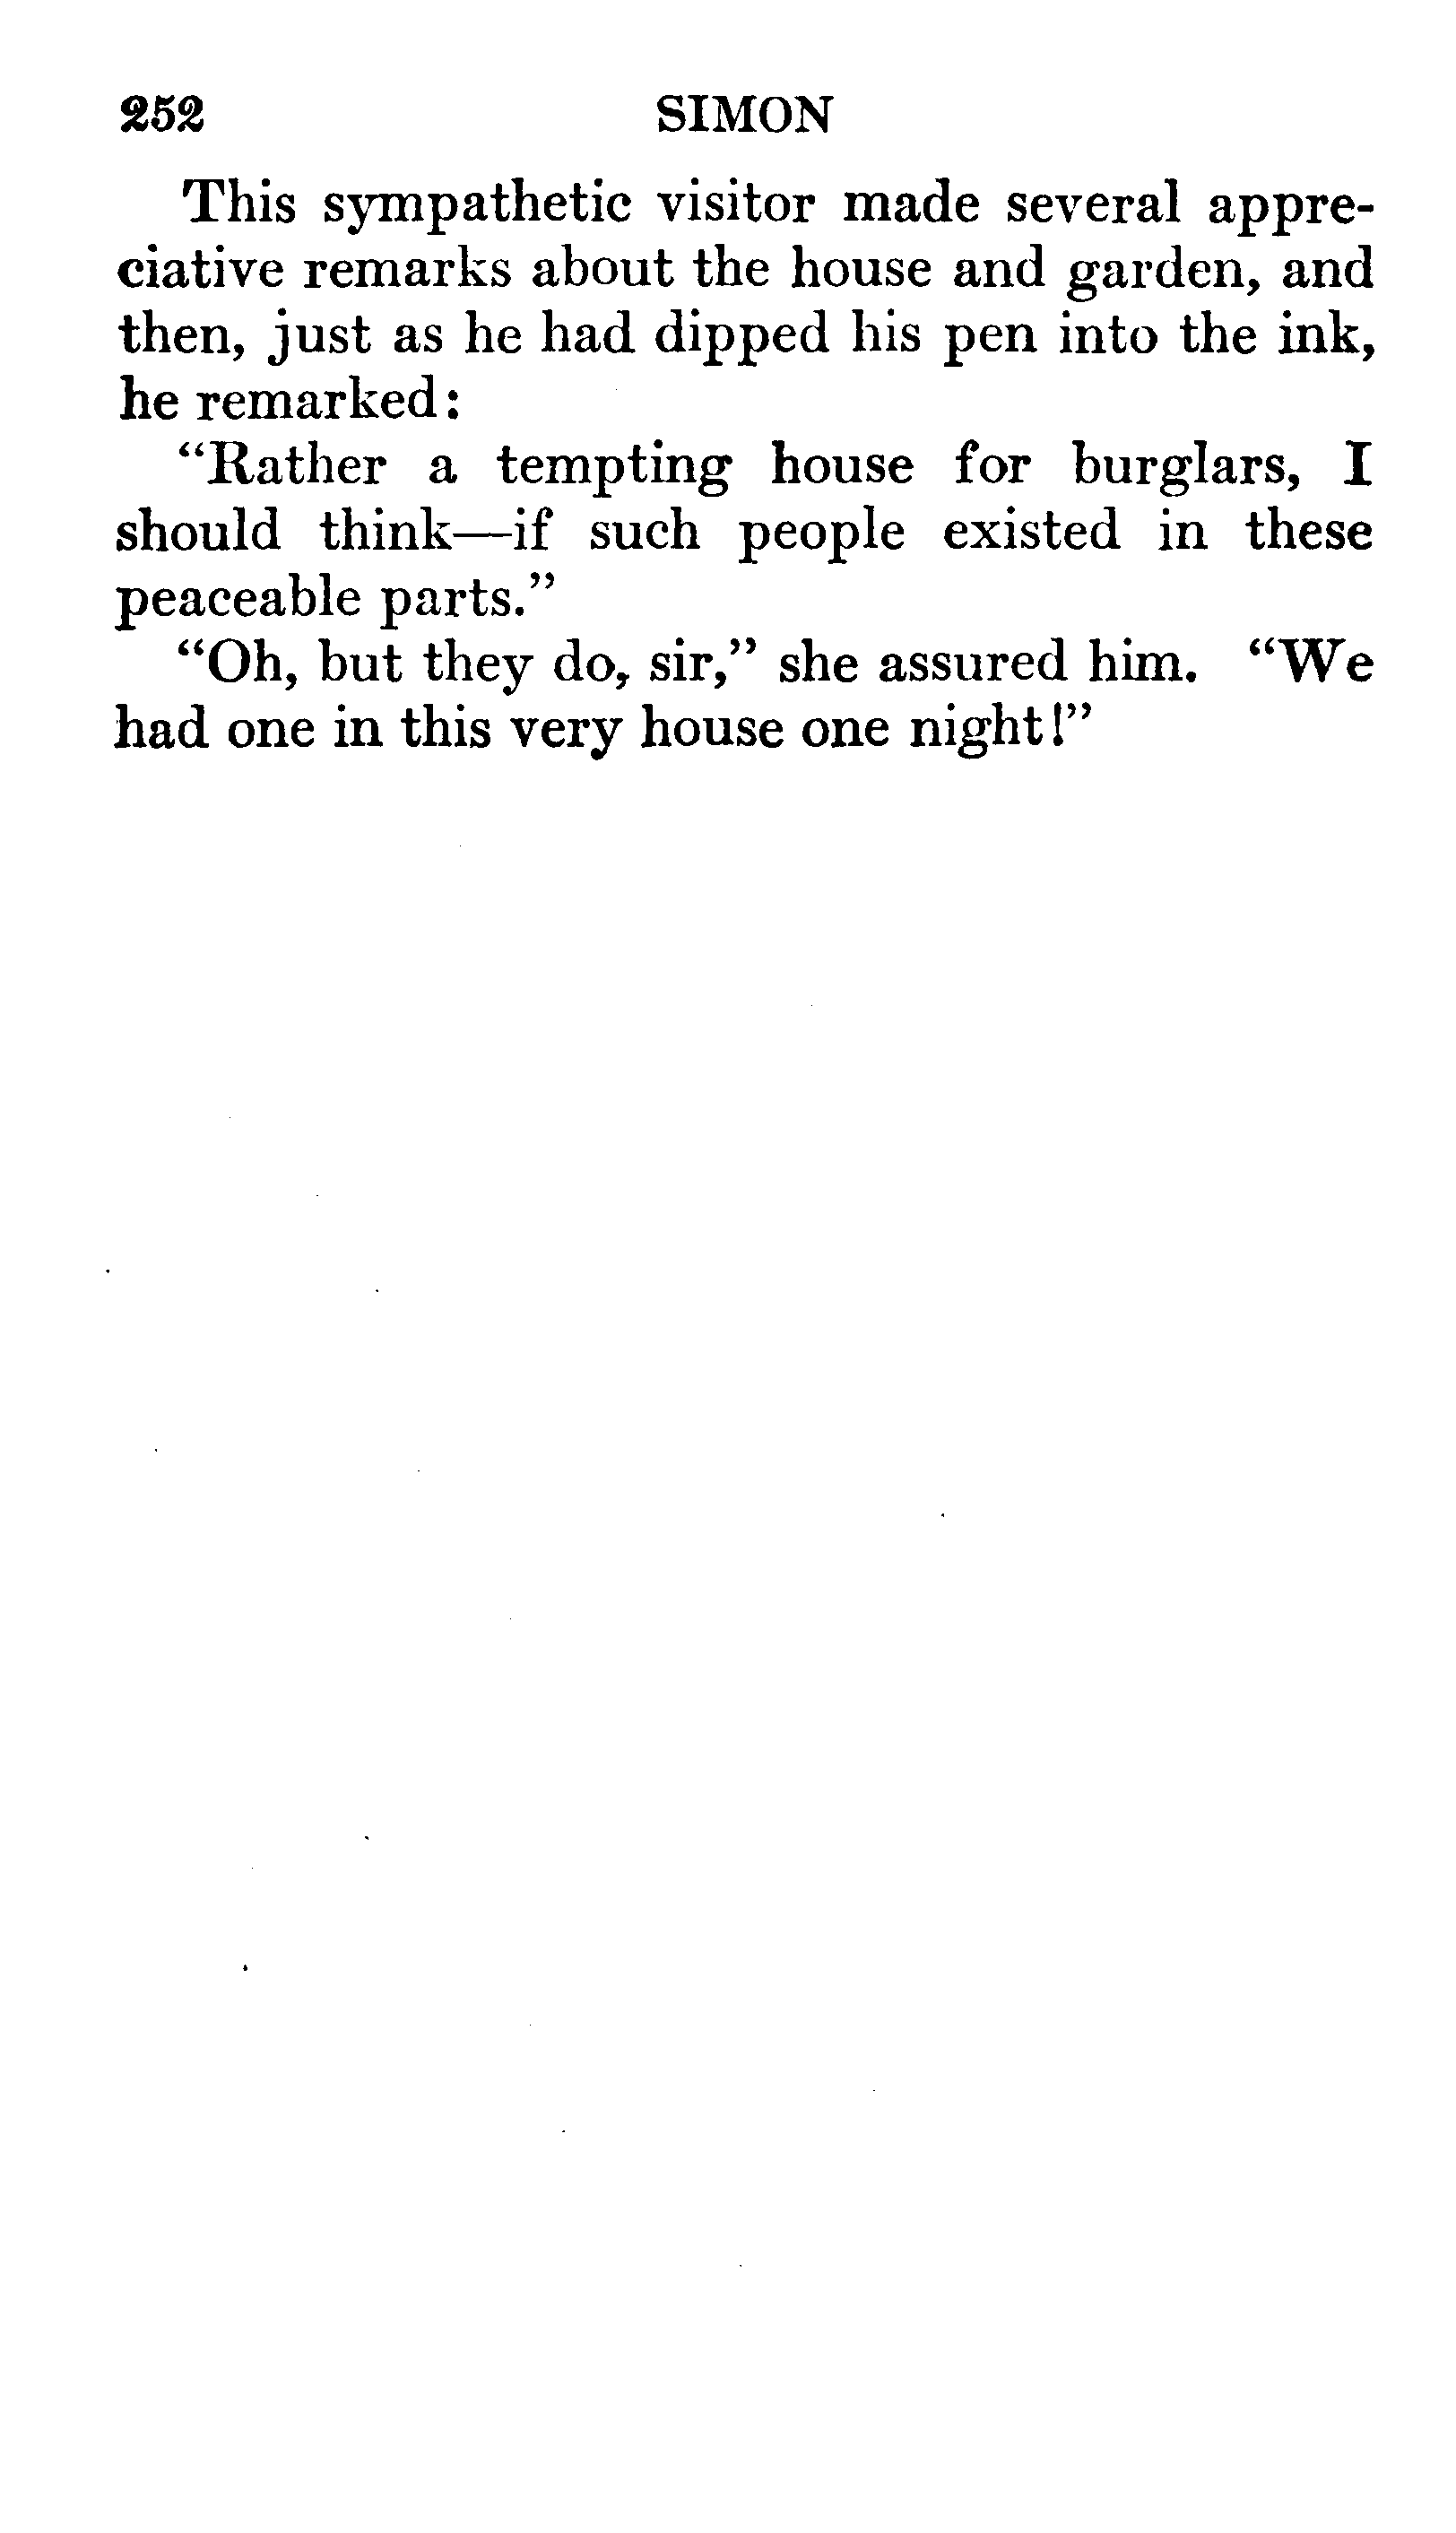 252 SIMON
This sympathetic visitor made several appre-
ciative remarks about the house and garden, and
then, just as he had dipped his pen into the ink,
he remarked:
“Rather a tempting house for burglars, I
should think—if such people existed in these
peaceable parts.”
“Oh, but they do, sir,” she assured him. “We
had one in this very house one night!”